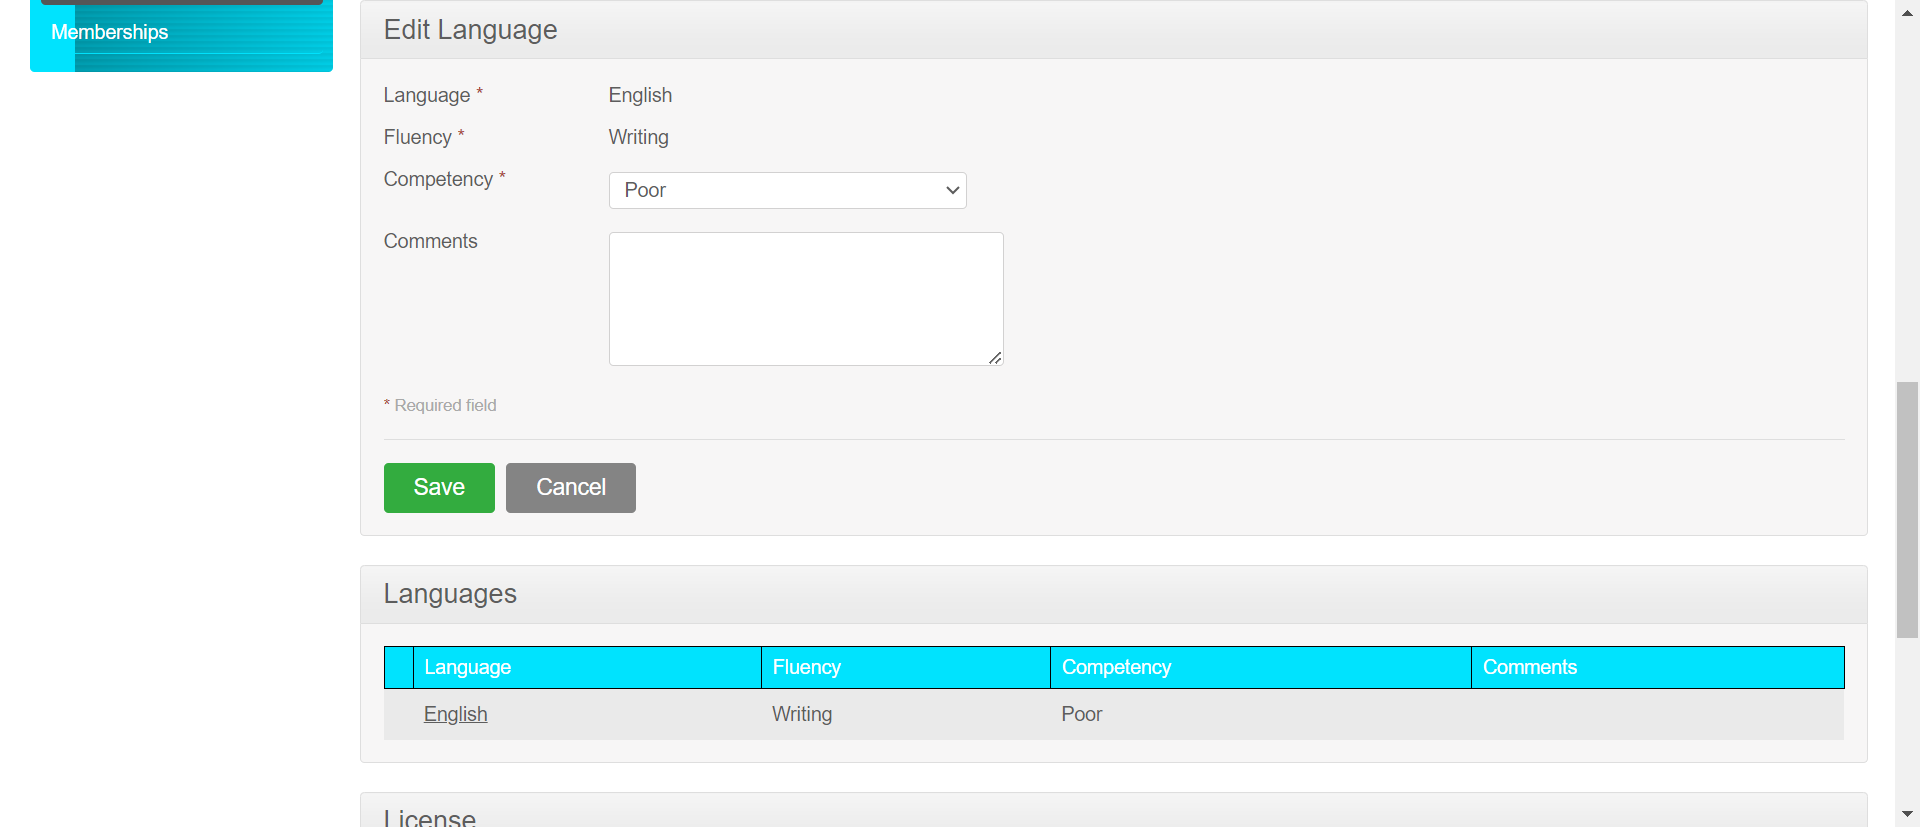 Memberships
Edit Language
Language * English
Fluency * Writing
Competency * Poor
Comments
* Required field
Save Cancel
Languages
Language Fluency Competency Comments
English Writing Poor
License